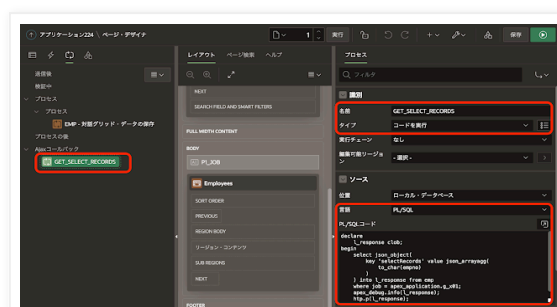 アプリケーション224 \ ページ・デザイナ
1
実行
保存
レイアウト ページ検索 ヘルプ
プロセス
フィルタ
送信後
検証中
プロセス
プロセス
EMP - 対話グリッド・データの保存
プロセスの後
Ajaxコールバック
GET_SELECT_RECORDS
NEXT
SEARCH FIELD AND SMART FILTERS
FULL WIDTH CONTENT
BODY
P1_JOB
Employees
SORT ORDER
PREVIOUS
REGION BODY
リージョン・コンテンツ
SUB REGIONS
NEXT
FOOTER
識別
名前 GET_SELECT_RECORDS
タイプ コードを実行
実行チェーン なし
編集可能リージョン - 選択 -
ソース
位置 ローカル・データベース
言語 PL/SQL
PL/SQLコード
declare
l_response clob;
begin
select json_object(
key 'selectRecords' value json_arrayagg(
to_char(empno)
)
) into l_response from emp
where job = apex_application.g_x01;
apex_debug.info(l_response);
htp.p(l_response);